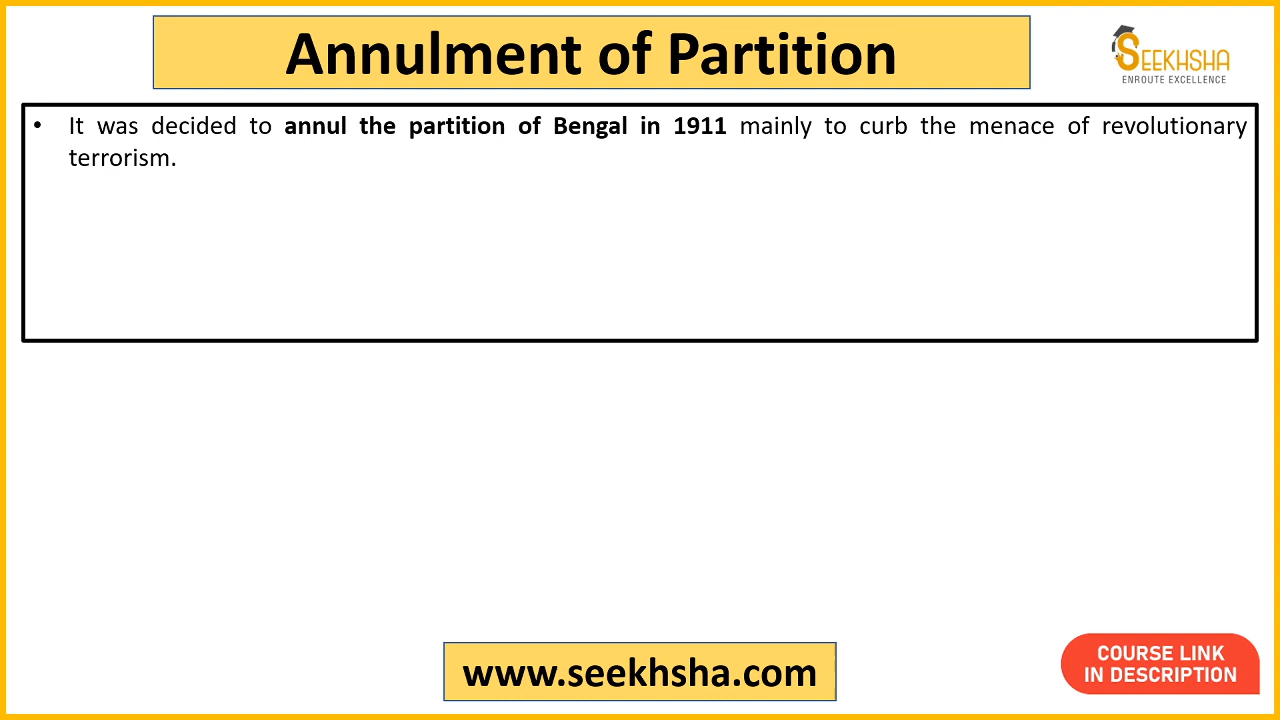 Annulment of Partition
SEEKHSHA
ENROUTE EXCELLENCE
• It was decided to annul the partition of Bengal in 1911 mainly to curb the menace of revolutionary
terrorism.
www.seekhsha.com
COURSE LINK
IN DESCRIPTION